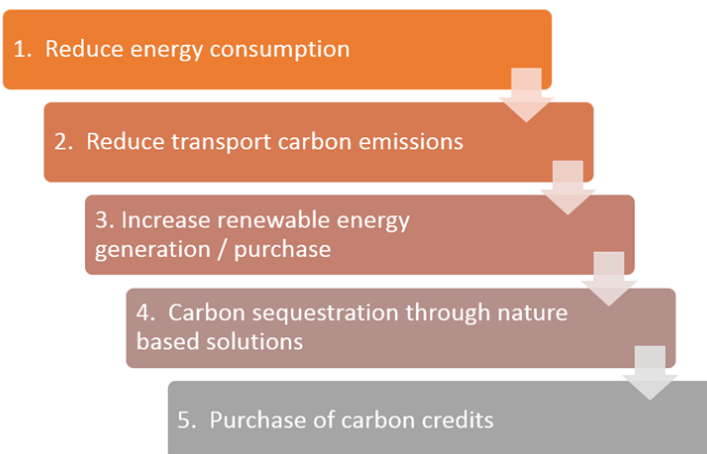 1. Reduce energy consumption
2. Reduce transport carbon emissions
3. Increase renewable energy
generation / purchase
4. Carbon sequestration through nature
based solutions
5. Purchase of carbon credits